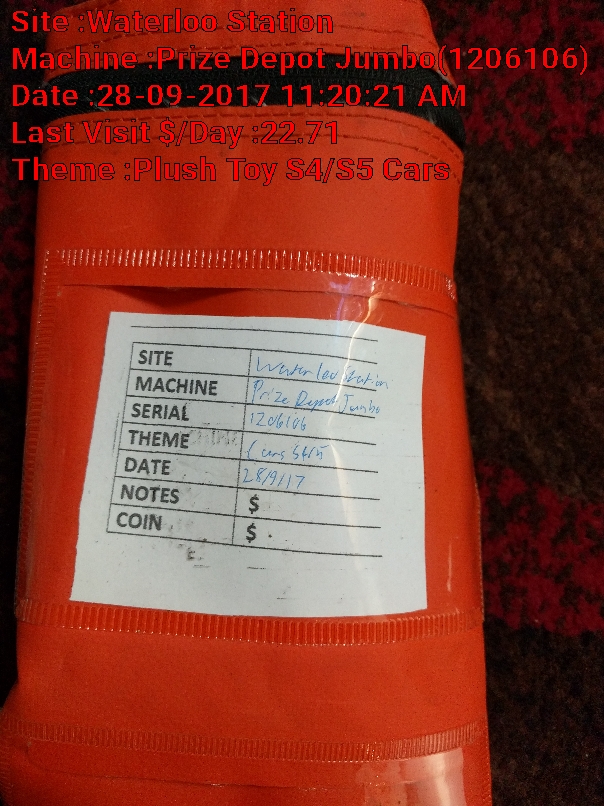 Site :Waterloo Station
Machine :Prize Depot Jumbo(1206106)
Date :28-09-2017 11:20:21 AM
Last Visit $/Day :22.71
Theme :Plush Toy S4/S5 Cars
SITE Waterloo Station
MACHINE Prize Depot Jumbo
SERIAL 1206106
THEME Cars
DATE 28/9/17
NOTES $
COIN $